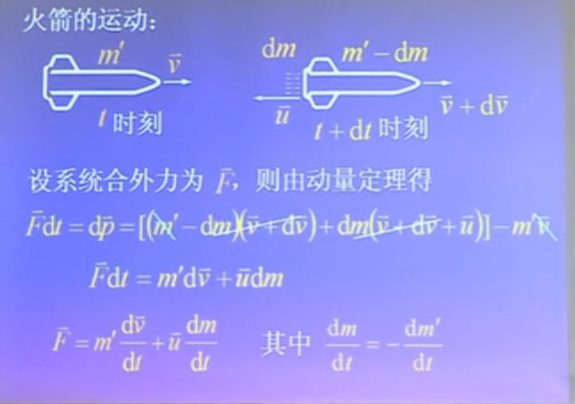 火箭的运动:
m′
v⃗
t 时刻
dm
m′ − dm
u⃗
v⃗ + dv⃗
t + dt 时刻
设系统合外力为 F⃗, 则由动量定理得
F⃗dt = dp⃗ = [(m′ − dm)(v⃗ + dv⃗) + dm(v⃗ + dv⃗ + u⃗)] − m′v⃗
F⃗dt = m′dv⃗ + u⃗dm
F⃗ = m′ dv⃗/dt + u⃗ dm/dt 其中 dm/dt = − dm′/dt